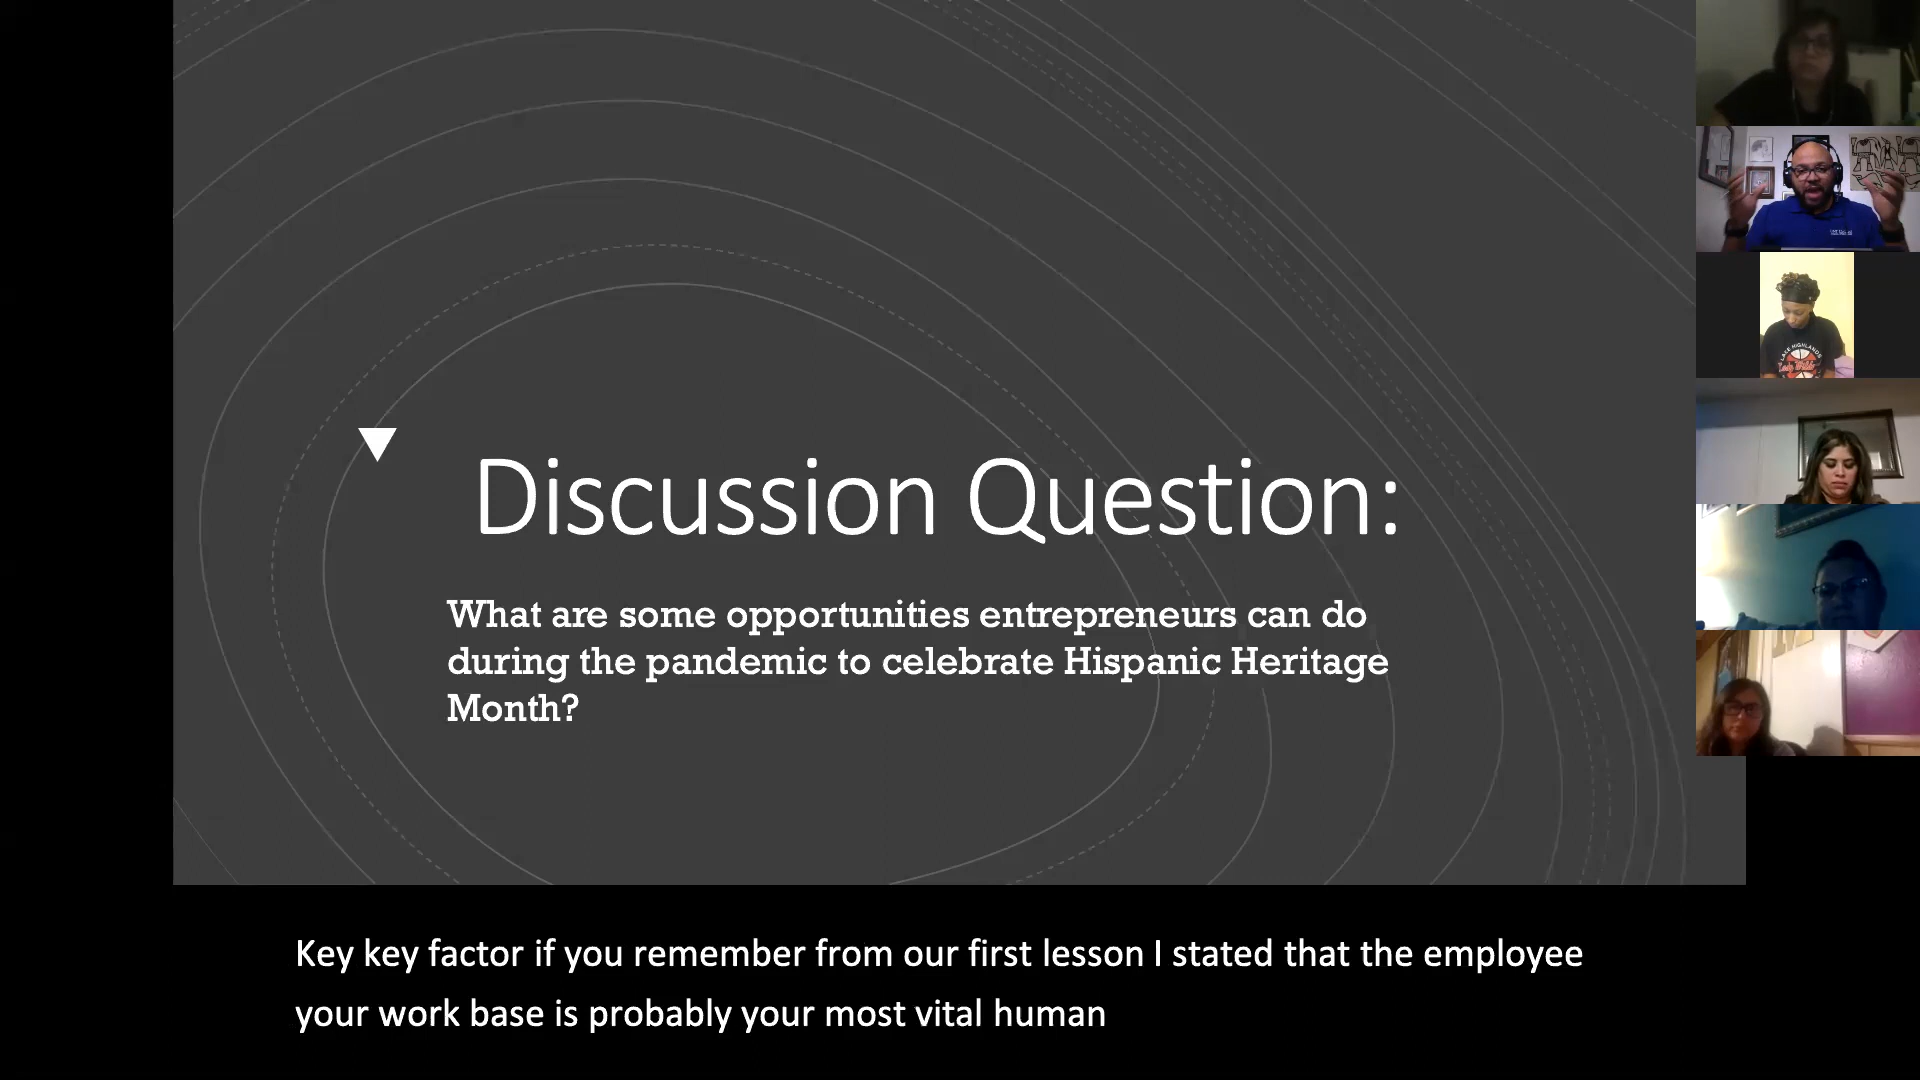 Discussion Question:
What are some opportunities entrepreneurs can do
during the pandemic to celebrate Hispanic Heritage
Month?
LAKE HIGHLANDS
Key key factor if you remember from our first lesson I stated that the employee
your work base is probably your most vital human